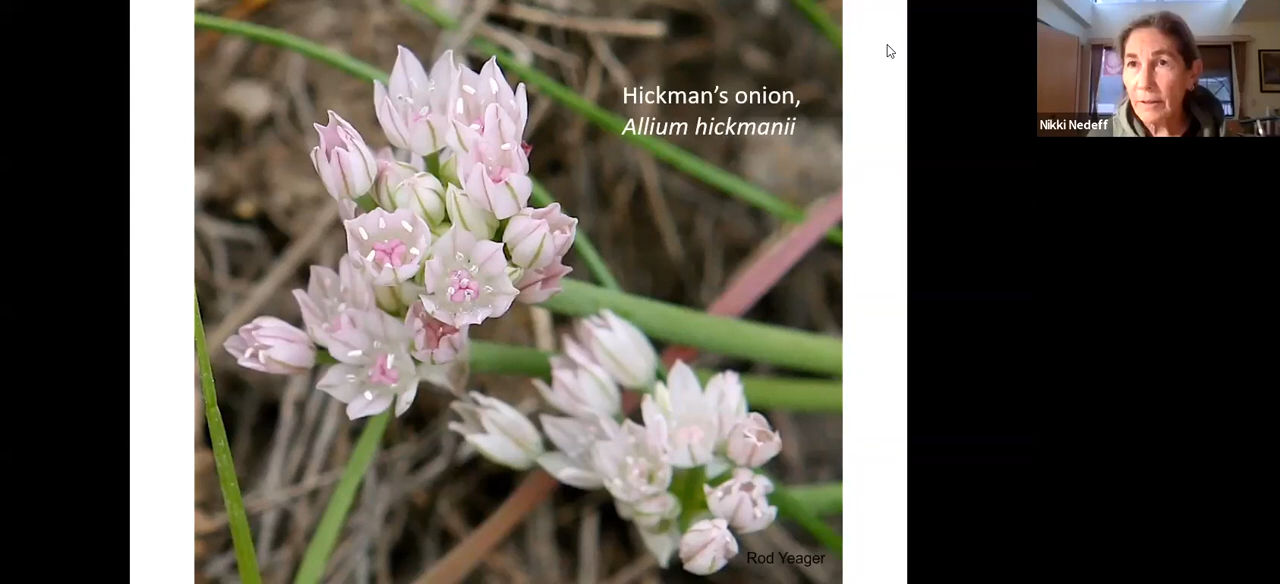 Hickman’s onion,
Allium hickmanii
Nikki Nedeff
Rod Yeager